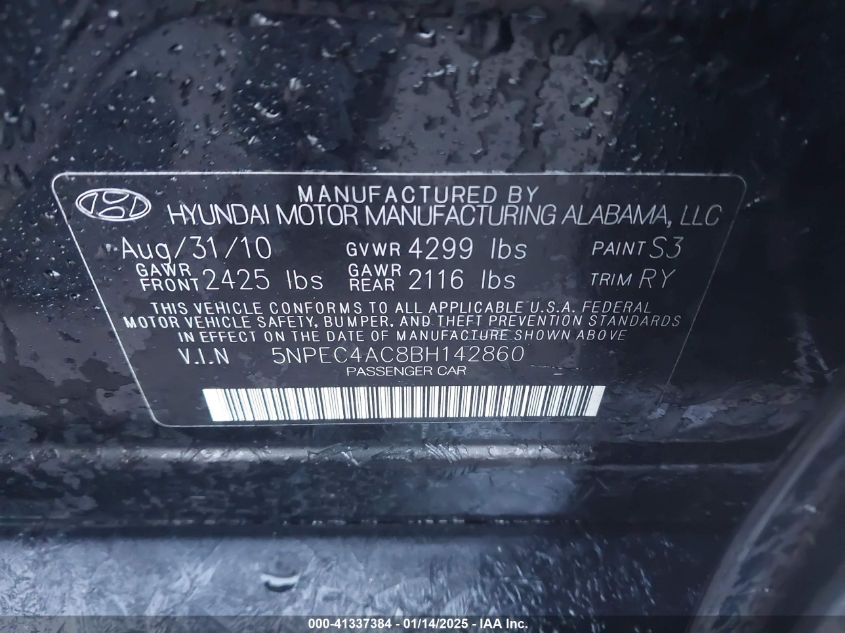 MANUFACTURED BY
HYUNDAI MOTOR MANUFACTURING ALABAMA, LLC
Aug/31/10 GVWR 4299 lbs PAINT S3
GAWR FRONT 2425 lbs GAWR REAR 2116 lbs TRIM RY
THIS VEHICLE CONFORMS TO ALL APPLICABLE U.S.A. FEDERAL
MOTOR VEHICLE SAFETY, BUMPER, AND THEFT PREVENTION STANDARDS
IN EFFECT ON THE DATE OF MANUFACTURE SHOWN ABOVE
V.I.N 5NPEC4AC8BH142860
PASSENGER CAR
000-41337384 - 01/14/2025 - IAA Inc.